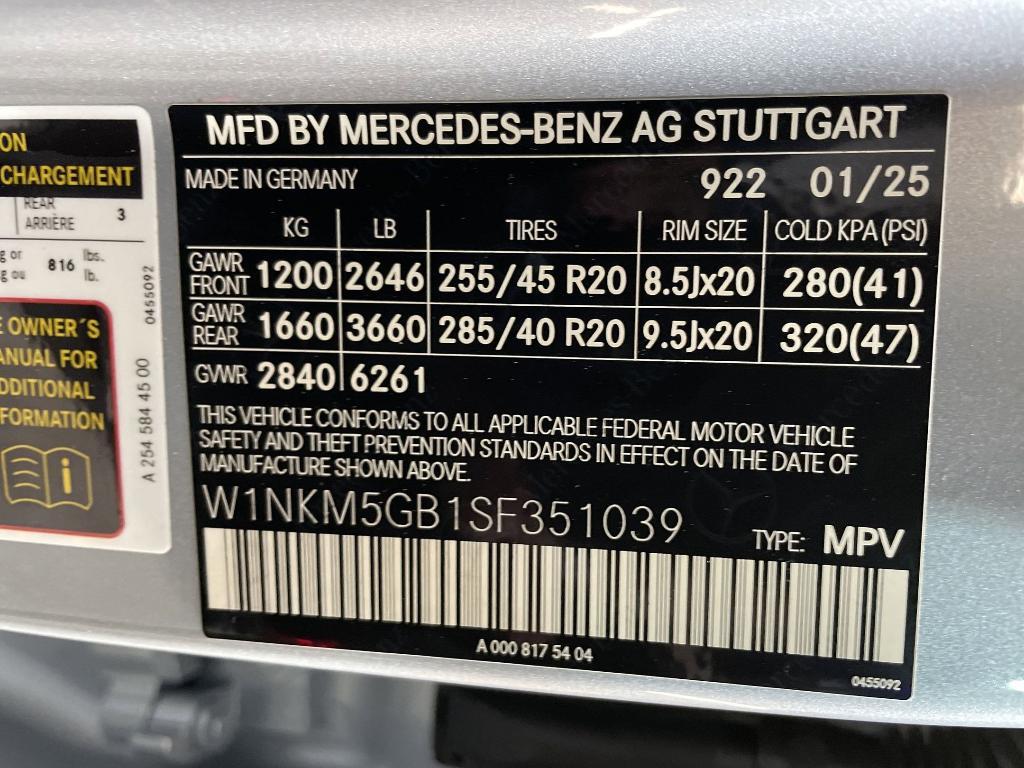 ON
CHARGEMENT
REAR
ARRIÈRE
3
g or
g ou
816
lbs.
lb.
0455092
E OWNER´S
ANUAL FOR
DDITIONAL
FORMATION
A 254 584 45 00
MFD BY MERCEDES-BENZ AG STUTTGART
MADE IN GERMANY 922 01/25
KG LB TIRES RIM SIZE COLD KPA (PSI)
GAWR FRONT 1200 2646 255/45 R20 8.5Jx20 280(41)
GAWR REAR 1660 3660 285/40 R20 9.5Jx20 320(47)
GVWR 2840 6261
THIS VEHICLE CONFORMS TO ALL APPLICABLE FEDERAL MOTOR VEHICLE
SAFETY AND THEFT PREVENTION STANDARDS IN EFFECT ON THE DATE OF
MANUFACTURE SHOWN ABOVE.
W1NKM5GB1SF351039
TYPE: MPV
A 000 817 54 04
0455092